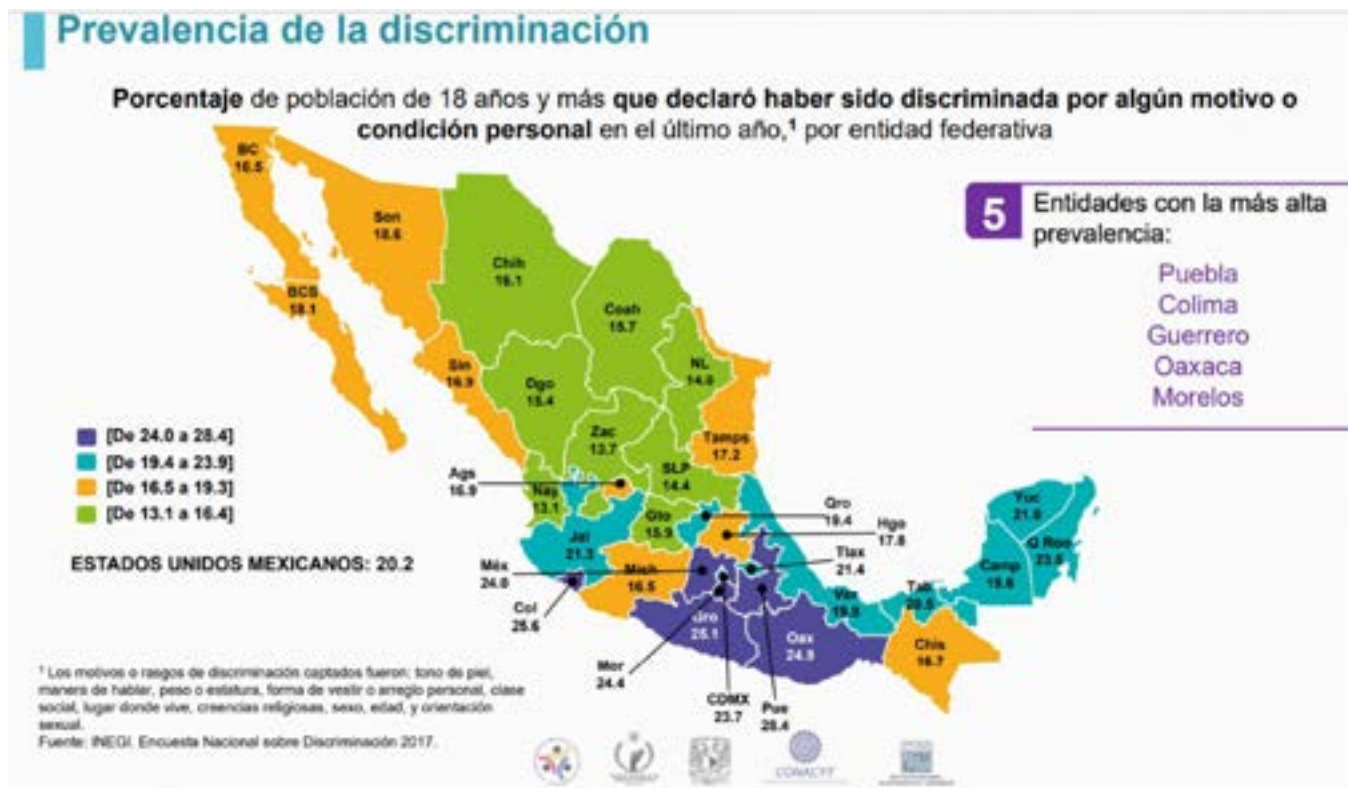 Prevalencia de la discriminación
Porcentaje de población de 18 años y más que declaró haber sido discriminada por algún motivo o
condición personal en el último año,¹ por entidad federativa
BC
16.5
Son
18.6
Chih
16.1
BCS
18.1
Coah
15.7
Sin
16.9
Dgo
15.4
NL
14.0
Zac
13.7
Tamps
17.2
SLP
14.4
Ags
16.9
Nay
13.1
Gto
15.9
Jal
21.3
Mich
16.5
Méx
24.0
Col
25.6
Gro
25.1
Mor
24.4
CDMX
23.7
Pue
28.4
Oax
24.9
Qro
19.4
Hgo
17.8
Tlax
21.4
Ver
Tab
Chis
16.7
Camp
Yuc
Q Roo
5
Entidades con la más alta
prevalencia:
Puebla
Colima
Guerrero
Oaxaca
Morelos
[De 24.0 a 28.4]
[De 19.4 a 23.9]
[De 16.5 a 19.3]
[De 13.1 a 16.4]
ESTADOS UNIDOS MEXICANOS: 20.2
¹ Los motivos o rasgos de discriminación captados fueron: tono de piel,
manera de hablar, peso o estatura, forma de vestir o arreglo personal, clase
social, lugar donde vive, creencias religiosas, sexo, edad, y orientación
sexual.
Fuente: INEGI. Encuesta Nacional sobre Discriminación 2017.
CONACYT